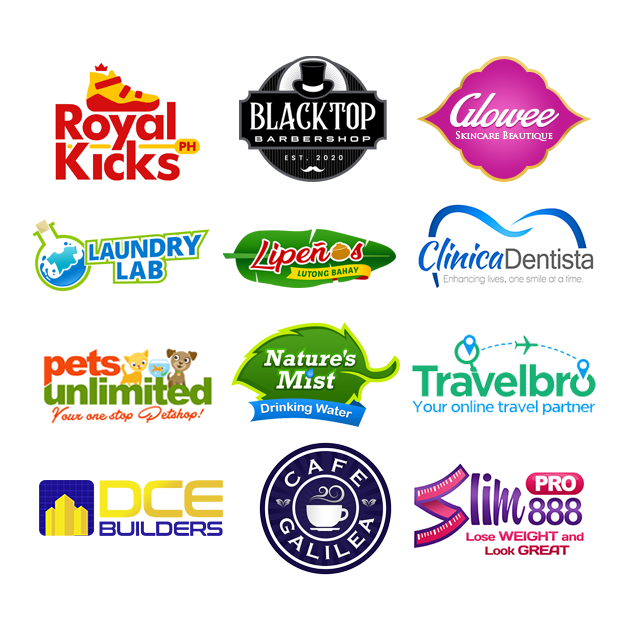 Royal
Kicks PH
BLACKTOP
BARBERSHOP
EST. 2020
Glowee
SKINCARE BEAUTIQUE
LAUNDRY
LAB
Lipeños
LUTONG BAHAY
ClinicaDentista
Enhancing lives, one smile at a time.
pets
unlimited
Your one stop Petshop!
Nature's
Mist
Drinking Water
Travelbro
Your online travel partner
DCE
BUILDERS
CAFE
GALILEA
Slim PRO
888
Lose WEIGHT and
Look GREAT